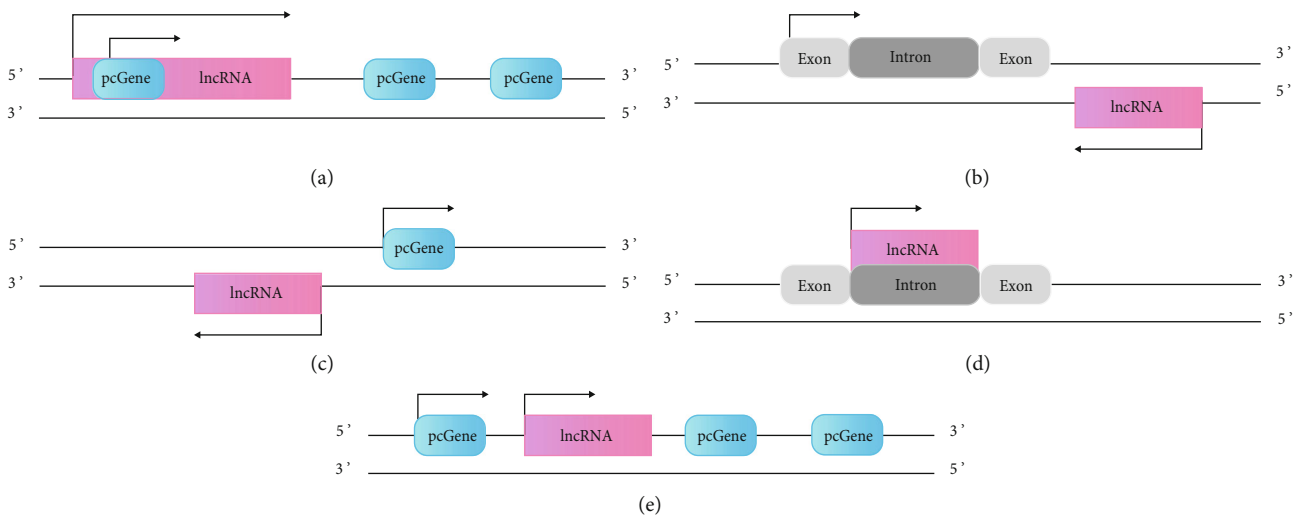 5’ pcGene lncRNA pcGene pcGene 3’
3’ 5’
(a)
Exon Intron Exon 3’
5’
3’ lncRNA 5’
(b)
5’ pcGene 3’
3’ lncRNA 5’
(c)
lncRNA
5’ Exon Intron Exon 3’
3’ 5’
(d)
5’ pcGene lncRNA pcGene pcGene 3’
3’ 5’
(e)